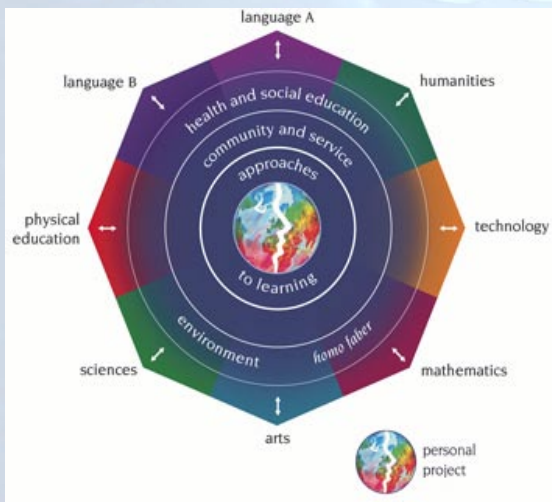 language A
language B
humanities
health and social education
community and service
approaches
physical
education
technology
to learning
environment
homo faber
sciences
mathematics
arts
personal
project